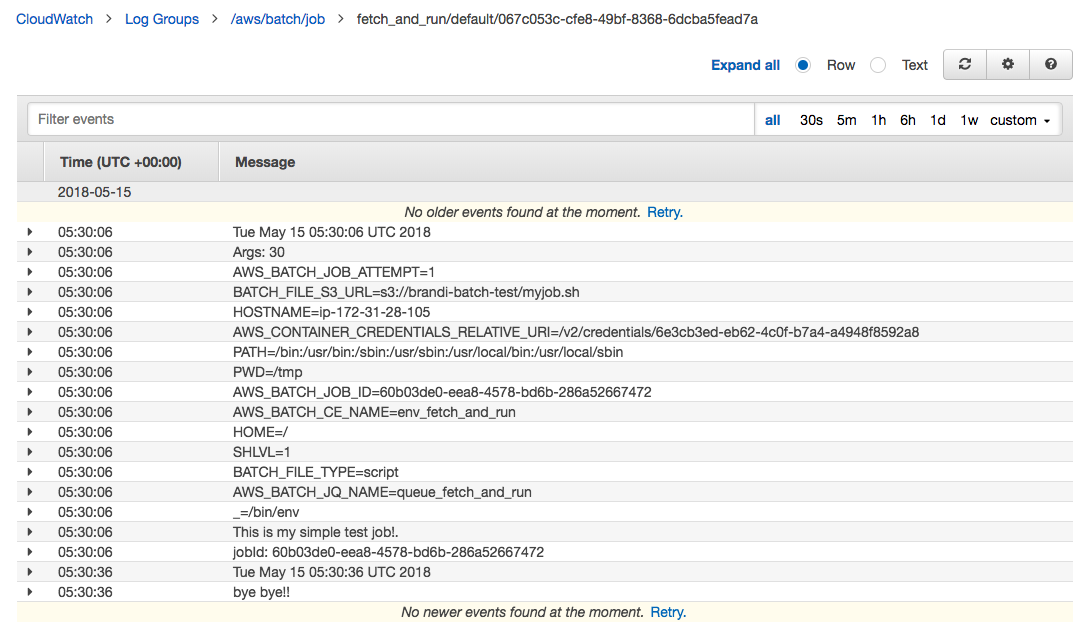 CloudWatch > Log Groups > /aws/batch/job > fetch_and_run/default/067c053c-cfe8-49bf-8368-6dcba5fead7a
Expand all Row Text
Filter events all 30s 5m 1h 6h 1d 1w custom
Time (UTC +00:00) Message
2018-05-15
No older events found at the moment. Retry.
05:30:06 Tue May 15 05:30:06 UTC 2018
05:30:06 Args: 30
05:30:06 AWS_BATCH_JOB_ATTEMPT=1
05:30:06 BATCH_FILE_S3_URL=s3://brandi-batch-test/myjob.sh
05:30:06 HOSTNAME=ip-172-31-28-105
05:30:06 AWS_CONTAINER_CREDENTIALS_RELATIVE_URI=/v2/credentials/6e3cb3ed-eb62-4c0f-b7a4-a4948f8592a8
05:30:06 PATH=/bin:/usr/bin:/sbin:/usr/sbin:/usr/local/bin:/usr/local/sbin
05:30:06 PWD=/tmp
05:30:06 AWS_BATCH_JOB_ID=60b03de0-eea8-4578-bd6b-286a52667472
05:30:06 AWS_BATCH_CE_NAME=env_fetch_and_run
05:30:06 HOME=/
05:30:06 SHLVL=1
05:30:06 BATCH_FILE_TYPE=script
05:30:06 AWS_BATCH_JQ_NAME=queue_fetch_and_run
05:30:06 _=/bin/env
05:30:06 This is my simple test job!.
05:30:06 jobId: 60b03de0-eea8-4578-bd6b-286a52667472
05:30:36 Tue May 15 05:30:36 UTC 2018
05:30:36 bye bye!!
No newer events found at the moment. Retry.